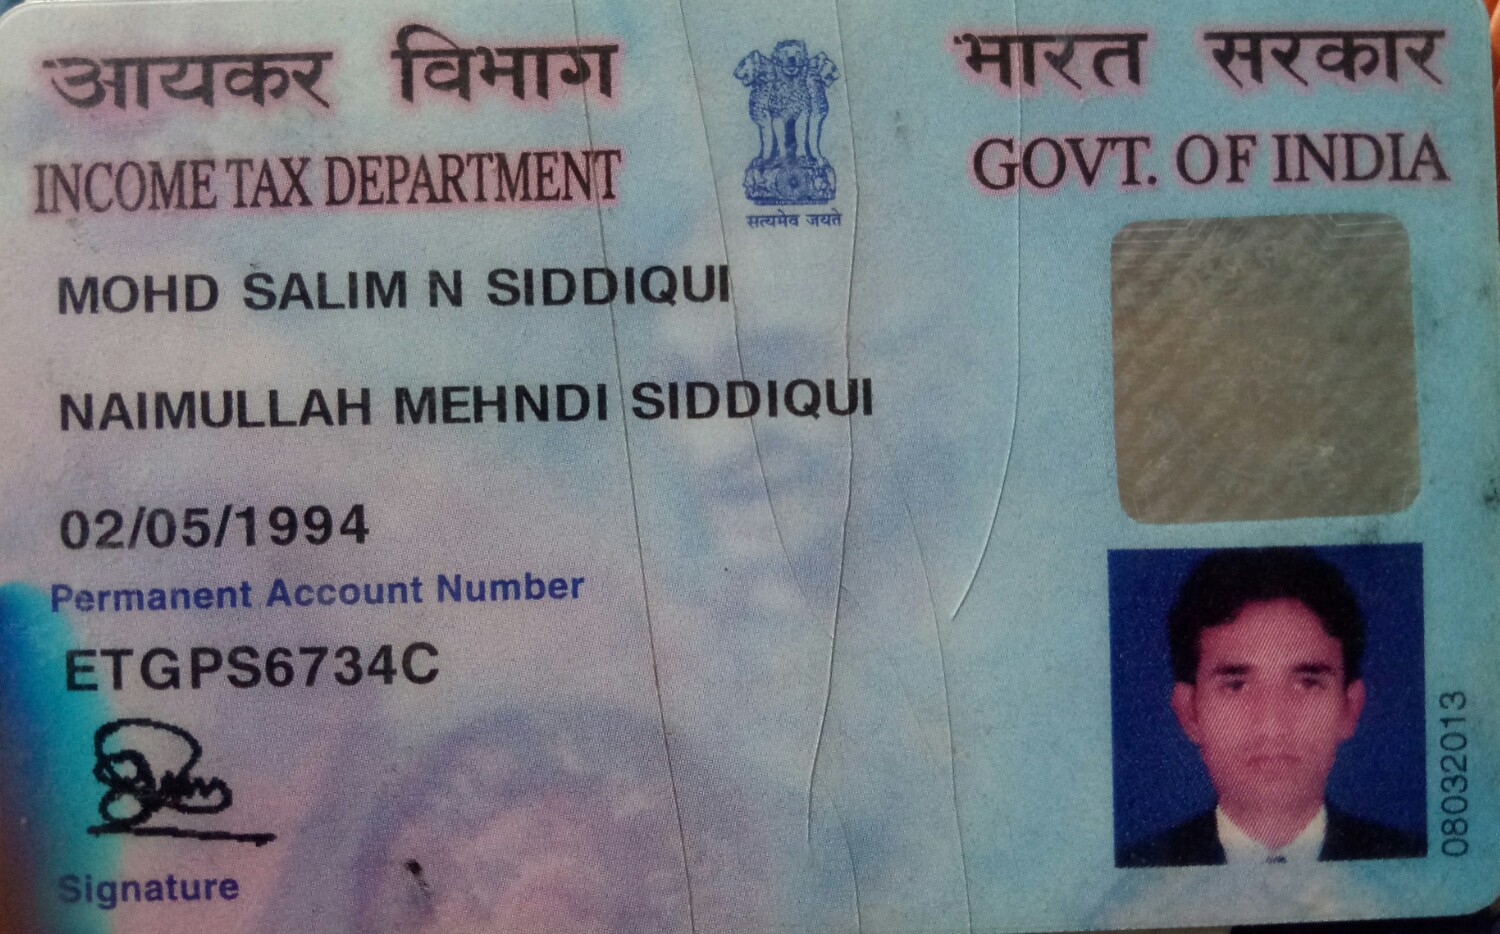 आयकर विभाग
INCOME TAX DEPARTMENT
सत्यमेव जयते
भारत सरकार
GOVT. OF INDIA
MOHD SALIM N SIDDIQUI
NAIMULLAH MEHNDI SIDDIQUI
02/05/1994
Permanent Account Number
ETGPS6734C
Signature
08032013